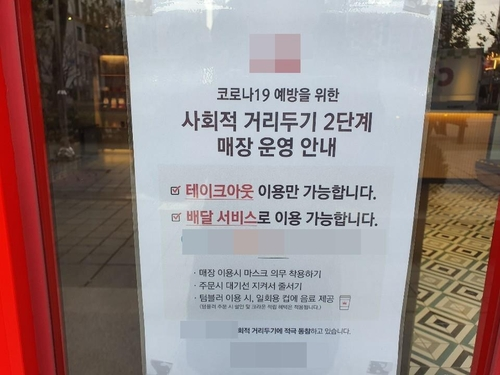 코로나19 예방을 위한
사회적 거리두기 2단계
매장 운영 안내
테이크아웃 이용만 가능합니다.
배달 서비스로 이용 가능합니다.
· 매장 이용시 마스크 의무 착용하기
· 주문시 대기선 지켜서 줄서기
· 텀블러 이용 시, 일회용 컵에 음료 제공
회적 거리두기에 적극 동참하고 있습니다.